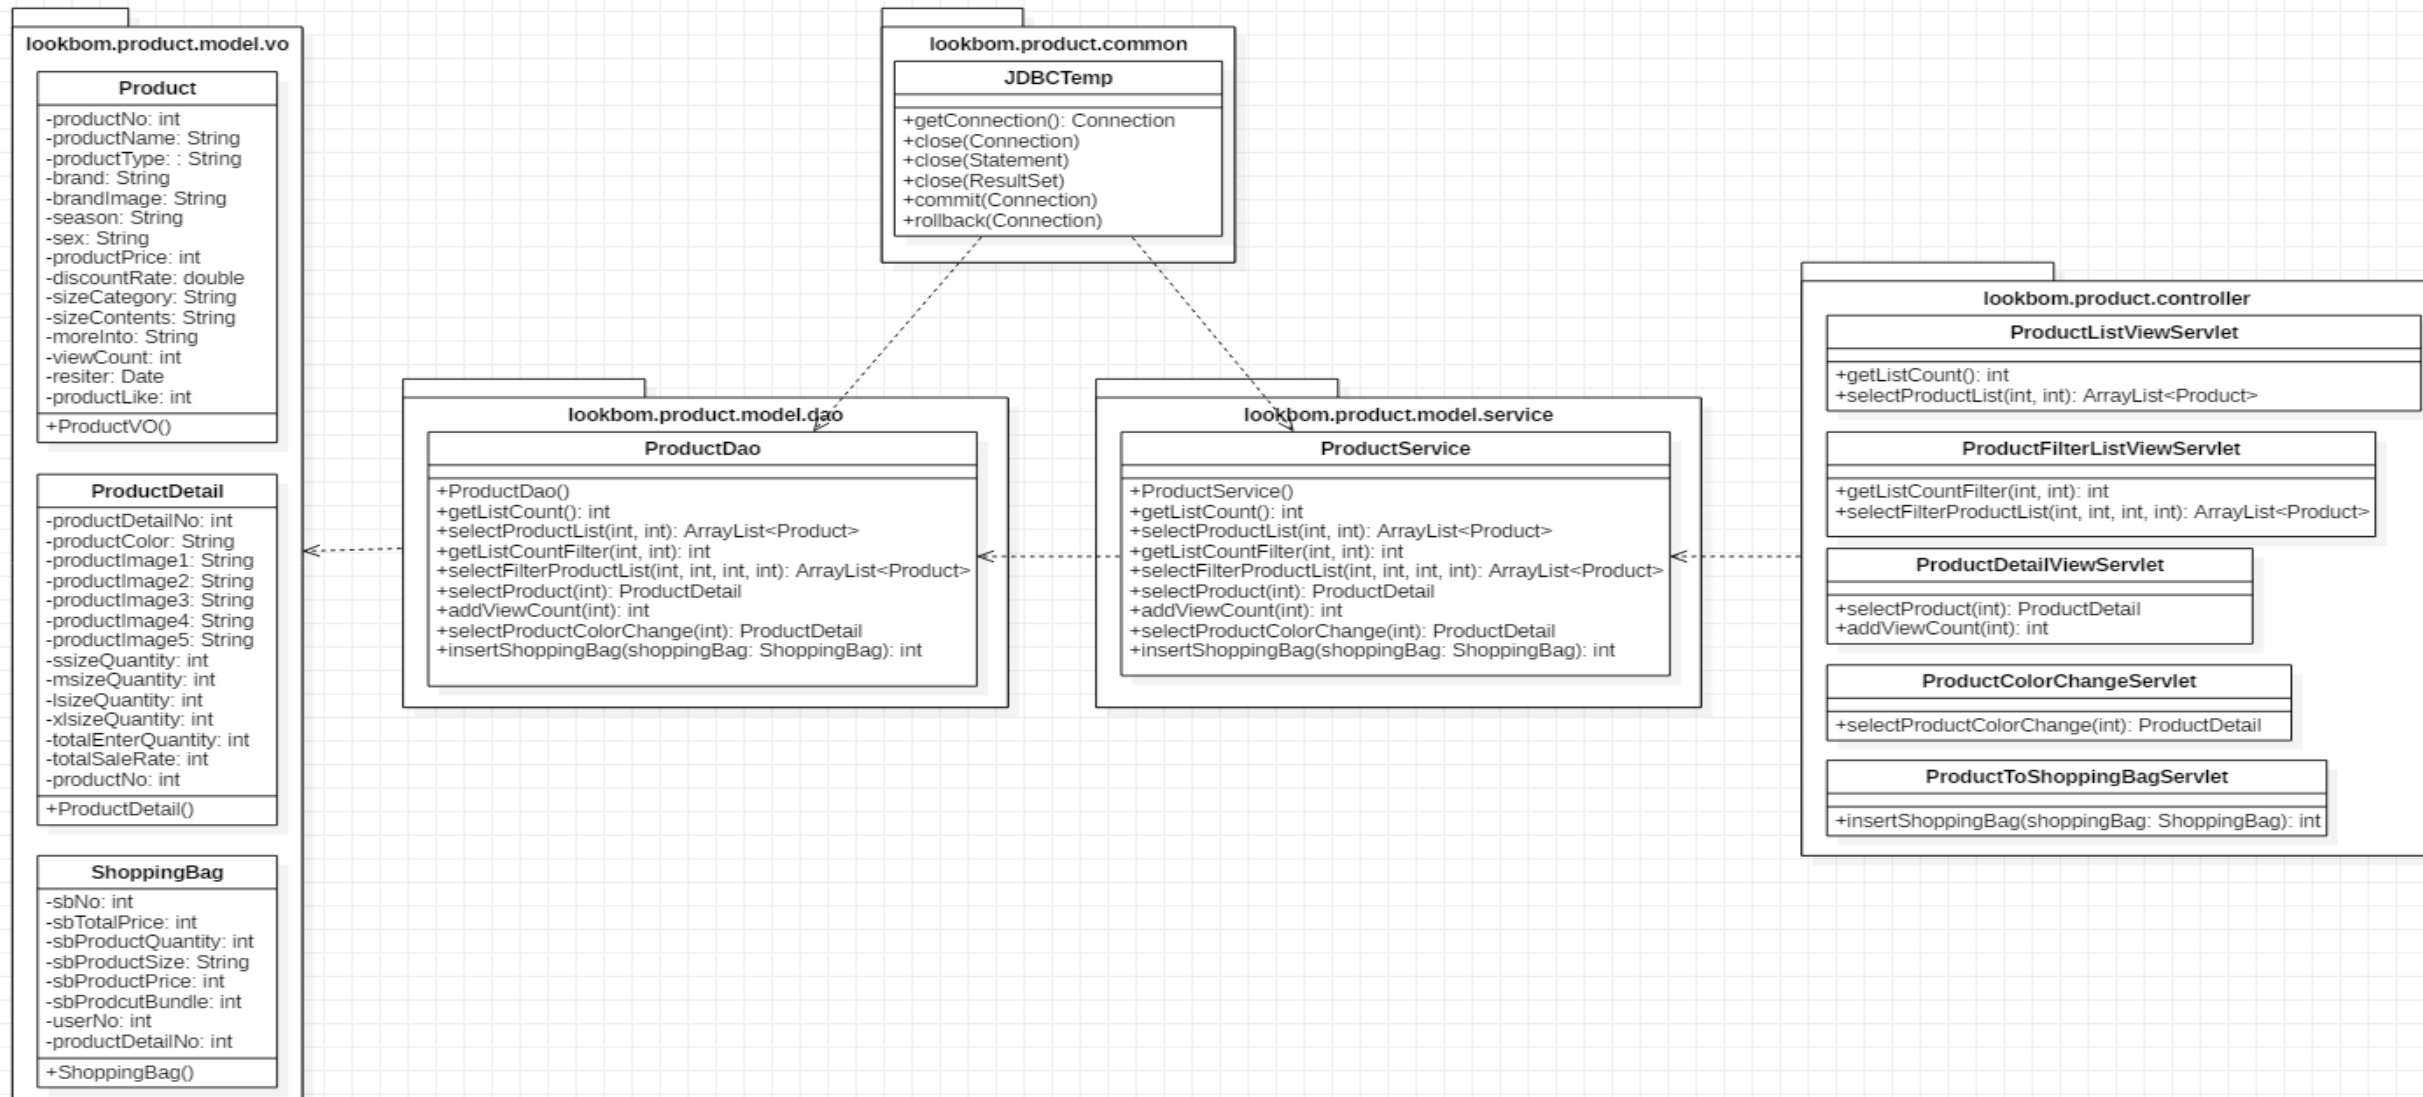 lookbom.product.model.vo
Product
-productNo: int
-productName: String
-productType: : String
-brand: String
-brandImage: String
-season: String
-sex: String
-productPrice: int
-discountRate: double
-sizeCategory: String
-sizeContents: String
-moreInto: String
-viewCount: int
-resiter: Date
-productLike: int
+ProductVO()
ProductDetail
-productDetailNo: int
-productColor: String
-productImage1: String
-productImage2: String
-productImage3: String
-productImage4: String
-productImage5: String
-ssizeQuantity: int
-msizeQuantity: int
-lsizeQuantity: int
-xlsizeQuantity: int
-totalEnterQuantity: int
-totalSaleRate: int
-productNo: int
+ProductDetail()
ShoppingBag
-sbNo: int
-sbTotalPrice: int
-sbProductQuantity: int
-sbProductSize: String
-sbProductPrice: int
-sbProdcutBundle: int
-userNo: int
-productDetailNo: int
+ShoppingBag()
lookbom.product.common
JDBCTemp
+getConnection(): Connection
+close(Connection)
+close(Statement)
+close(ResultSet)
+commit(Connection)
+rollback(Connection)
lookbom.product.model.dao
ProductDao
+ProductDao()
+getListCount(): int
+selectProductList(int, int): ArrayList<Product>
+getListCountFilter(int, int): int
+selectFilterProductList(int, int, int, int): ArrayList<Product>
+selectProduct(int): ProductDetail
+addViewCount(int): int
+selectProductColorChange(int): ProductDetail
+insertShoppingBag(shoppingBag: ShoppingBag): int
lookbom.product.model.service
ProductService
+ProductService()
+getListCount(): int
+selectProductList(int, int): ArrayList<Product>
+getListCountFilter(int, int): int
+selectFilterProductList(int, int, int, int): ArrayList<Product>
+selectProduct(int): ProductDetail
+addViewCount(int): int
+selectProductColorChange(int): ProductDetail
+insertShoppingBag(shoppingBag: ShoppingBag): int
lookbom.product.controller
ProductListViewServlet
+getListCount(): int
+selectProductList(int, int): ArrayList<Product>
ProductFilterListViewServlet
+getListCountFilter(int, int): int
+selectFilterProductList(int, int, int, int): ArrayList<Product>
ProductDetailViewServlet
+selectProduct(int): ProductDetail
+addViewCount(int): int
ProductColorChangeServlet
+selectProductColorChange(int): ProductDetail
ProductToShoppingBagServlet
+insertShoppingBag(shoppingBag: ShoppingBag): int